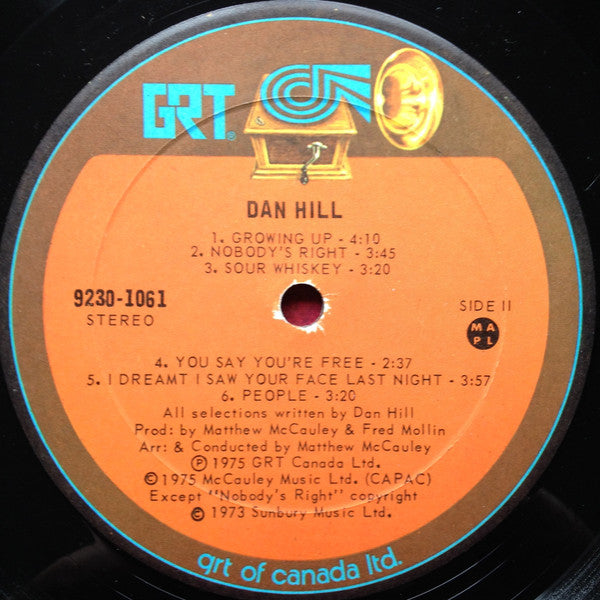 GRT®
DAN HILL
1. GROWING UP - 4:10
2. NOBODY'S RIGHT - 3:45
3. SOUR WHISKEY - 3:20
9230-1061
STEREO
SIDE II
MA
PL
4. YOU SAY YOU'RE FREE - 2:37
5. I DREAMT I SAW YOUR FACE LAST NIGHT - 3:57
6. PEOPLE - 3:20
All selections written by Dan Hill
Prod: by Matthew McCauley & Fred Mollin
Arr: & Conducted by Matthew McCauley
℗ 1975 GRT Canada Ltd.
©1975 McCauley Music Ltd. (CAPAC)
Except "Nobody's Right" copyright
© 1973 Sunbury Music Ltd.
grt of canada ltd.